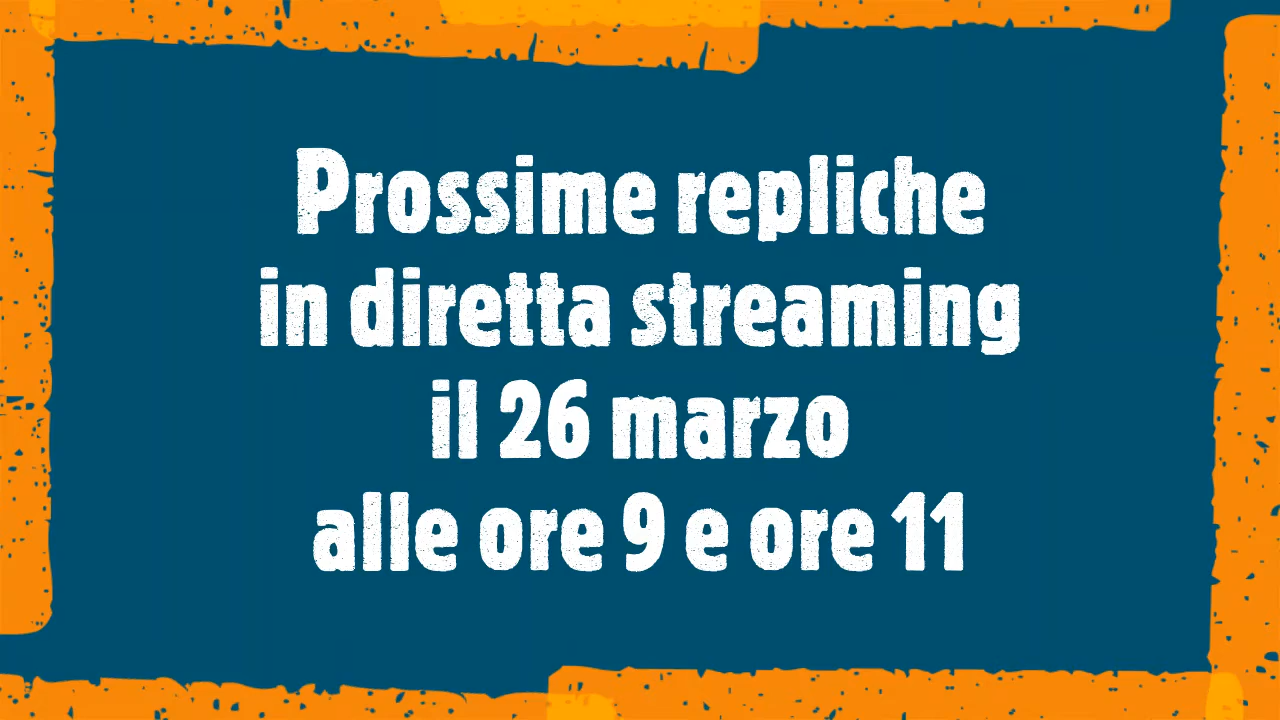 Prossime repliche
in diretta streaming
il 26 marzo
alle ore 9 e ore 11